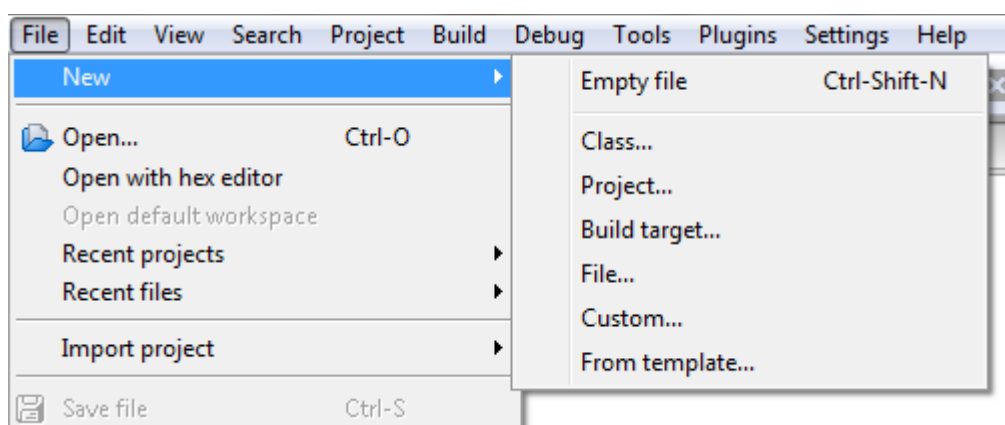 File Edit View Search Project Build Debug Tools Plugins Settings Help
New
Open... Ctrl-O
Open with hex editor
Open default workspace
Recent projects
Recent files
Import project
Save file Ctrl-S
Empty file Ctrl-Shift-N
Class...
Project...
Build target...
File...
Custom...
From template...